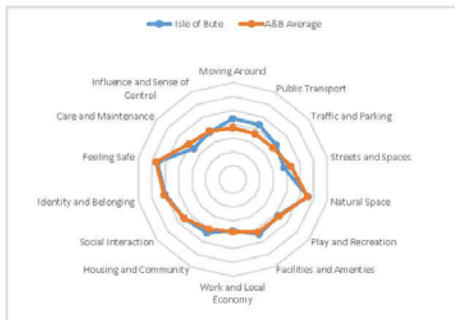 Isle of Bute
A&B Average
Moving Around
Influence and Sense of
Control
Public Transport
Care and Maintenance
Traffic and Parking
Feeling Safe
Streets and Spaces
Identity and Belonging
Natural Space
Social Interaction
Play and Recreation
Housing and Community
Facilities and Amenties
Work and Local
Economy